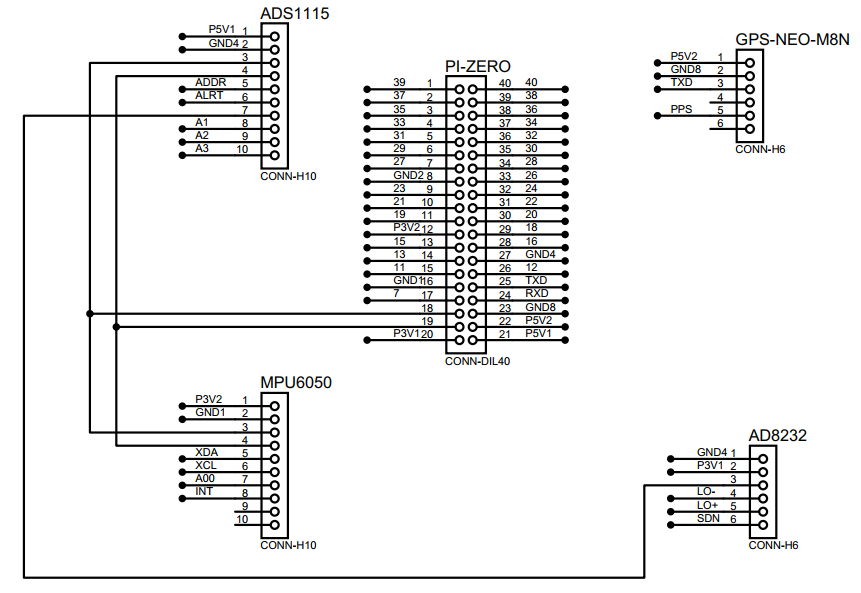 ADS1115
P5V1 1
GND4 2
3
4
ADDR 5
ALRT 6
7
A1 8
A2 9
A3 10
CONN-H10
PI-ZERO
39 1 40 40
37 2 39 38
35 3 38 36
33 4 37 34
31 5 36 32
29 6 35 30
27 7 34 28
GND2 8 33 26
23 9 32 24
21 10 31 22
19 11 30 20
P3V2 12 29 18
15 13 28 16
13 14 27 GND4
11 15 26 12
GND1 16 25 TXD
7 17 24 RXD
18 23 GND8
19 22 P5V2
P3V1 20 21 P5V1
CONN-DIL40
GPS-NEO-M8N
P5V2 1
GND8 2
TXD 3
4
PPS 5
6
CONN-H6
MPU6050
P3V2 1
GND1 2
3
4
XDA 5
XCL 6
A00 7
INT 8
9
10
CONN-H10
AD8232
GND4 1
P3V1 2
3
LO- 4
LO+ 5
SDN 6
CONN-H6